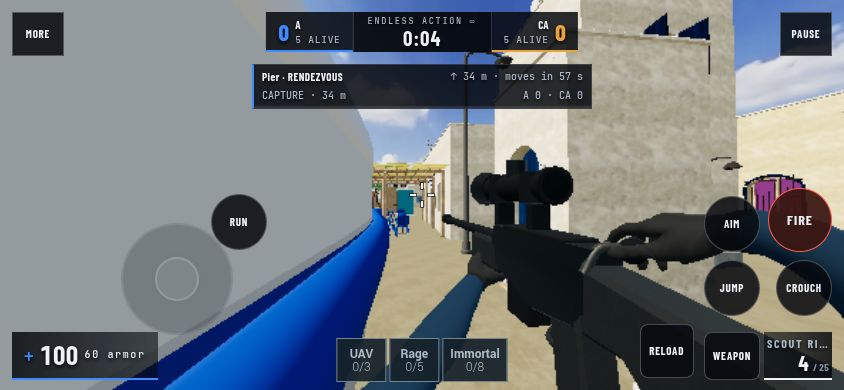 MORE
0 A
5 ALIVE
ENDLESS ACTION ∞
0:04
CA 0
5 ALIVE
PAUSE
Pier · RENDEZVOUS
↑ 34 m · moves in 57 s
CAPTURE · 34 m
A 0 · CA 0
RUN
AIM
FIRE
JUMP
CROUCH
+ 100 60 armor
UAV
0/3
Rage
0/5
Immortal
0/8
RELOAD
WEAPON
SCOUT RI…
4 / 25